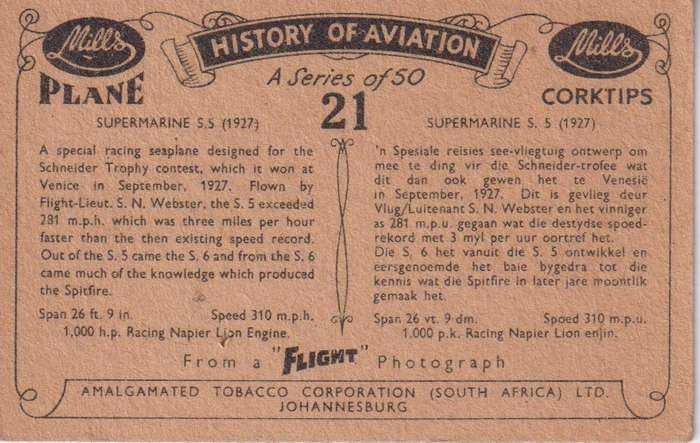 Mills
HISTORY OF AVIATION
Mills
PLANE
A Series of 50
CORKTIPS
21
SUPERMARINE S.5 (1927)
A special racing seaplane designed for the
Schneider Trophy contest, which it won at
Venice in September, 1927. Flown by
Flight-Lieut. S. N. Webster, the S. 5 exceeded
281 m.p.h. which was three miles per hour
faster than the then existing speed record.
Out of the S. 5 came the S. 6 and from the S. 6
came much of the knowledge which produced
the Spitfire.
Span 26 ft. 9 in. Speed 310 m.p.h.
1,000 h.p. Racing Napier Lion Engine.
SUPERMARINE S. 5 (1927)
'n Spesiale reisies see-vliegtuig ontwerp om
mee te ding vir die Schneider-trofee wat
dit dan ook gewen het te Venesië
in September, 1927. Dit is gevlieg deur
Vlug/Luitenant S. N. Webster en het vinniger
as 281 m.p.u. gegaan wat die destydse spoed-
rekord met 3 myl per uur oortref het.
Die S. 6 het vanuit die S. 5 ontwikkel en
eersgenoemde het baie bygedra tot die
kennis wat die Spitfire in later jare moontlik
gemaak het.
Span. 26 vt. 9 dm. Spoed 310 m.p.u.
1.000 p.k. Racing Napier Lion enjin.
From a "FLIGHT" Photograph
AMALGAMATED TOBACCO CORPORATION (SOUTH AFRICA) LTD.
JOHANNESBURG